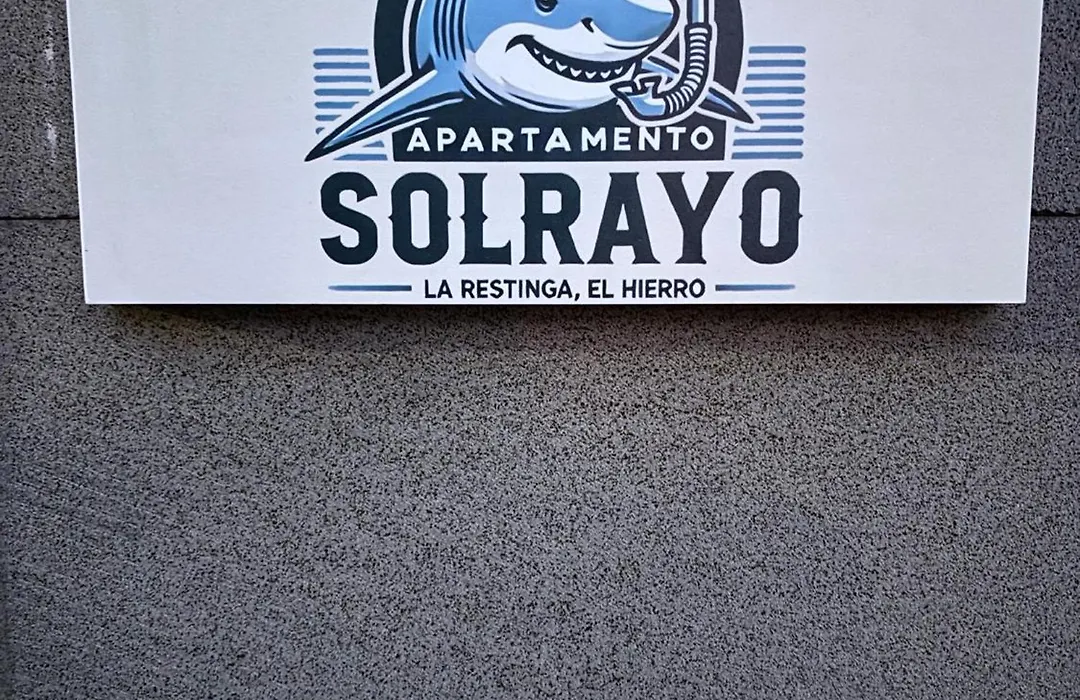 APARTAMENTO
SOLRAYO
LA RESTINGA, EL HIERRO